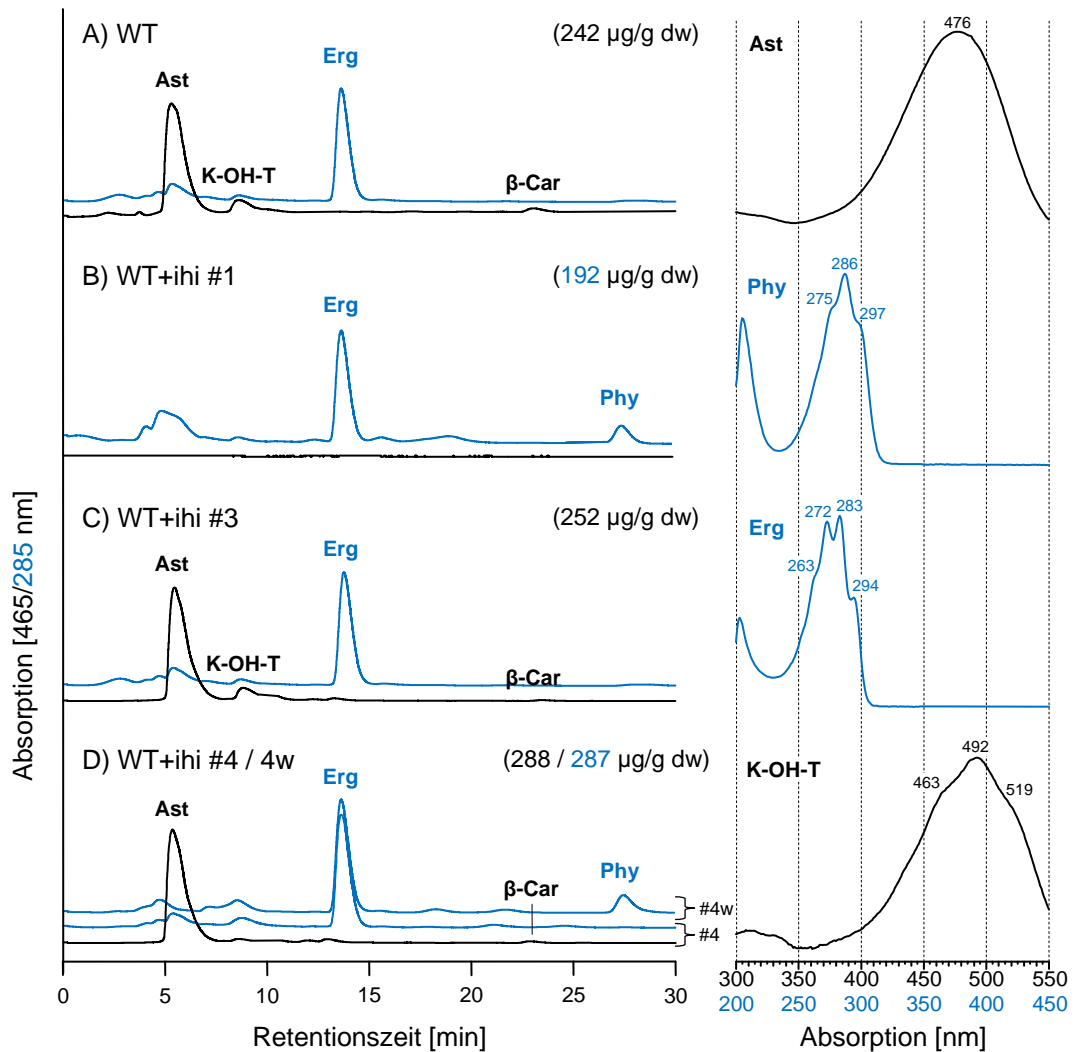 A) WT
(242 µg/g dw)
Erg
Ast
K-OH-T
β-Car
B) WT+ihi #1
(192 µg/g dw)
Erg
Phy
C) WT+ihi #3
(252 µg/g dw)
Erg
Ast
K-OH-T
β-Car
D) WT+ihi #4 / 4w
(288 / 287 µg/g dw)
Erg
Ast
Phy
β-Car
#4w
#4
0 5 10 15 20 25 30
Retentionszeit [min]
Absorption [465/285 nm]
476
Ast
286
Phy
275
297
272 283
Erg
263
294
492
K-OH-T
463
519
300 350 400 450 500 550
200 250 300 350 400 450
Absorption [nm]